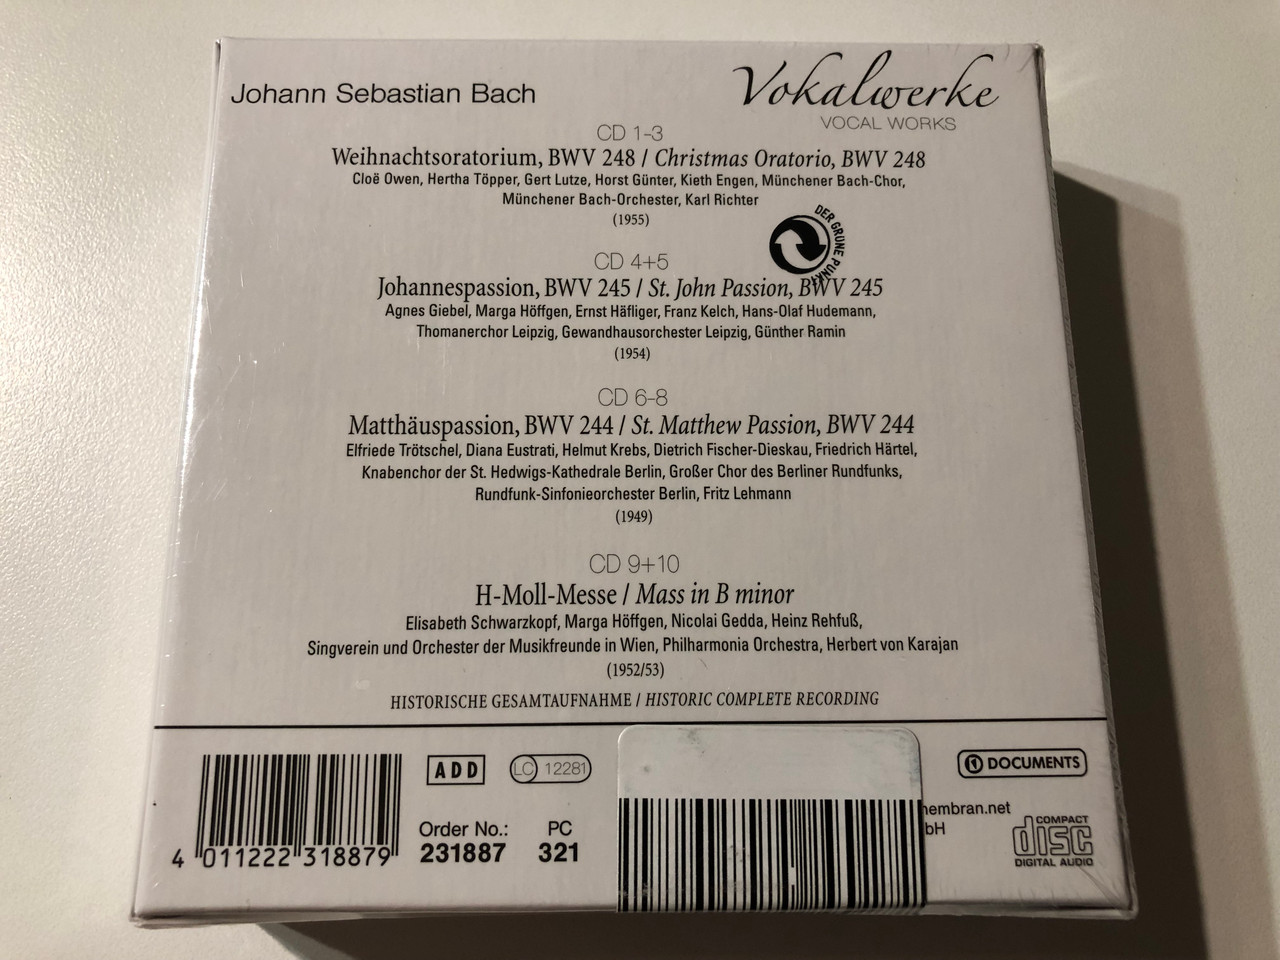 Johann Sebastian Bach
Vokalwerke
VOCAL WORKS
CD 1-3
Weihnachtsoratorium, BWV 248 / Christmas Oratorio, BWV 248
Cloë Owen, Hertha Töpper, Gert Lutze, Horst Günter, Kieth Engen, Münchener Bach-Chor,
Münchener Bach-Orchester, Karl Richter
(1955)
DER GRÜNE PUNKT
CD 4+5
Johannespassion, BWV 245 / St. John Passion, BWV 245
Agnes Giebel, Marga Höffgen, Ernst Häfliger, Franz Kelch, Hans-Olaf Hudemann,
Thomanerchor Leipzig, Gewandhausorchester Leipzig, Günther Ramin
(1954)
CD 6-8
Matthäuspassion, BWV 244 / St. Matthew Passion, BWV 244
Elfriede Trötschel, Diana Eustrati, Helmut Krebs, Dietrich Fischer-Dieskau, Friedrich Härtel,
Knabenchor der St. Hedwigs-Kathedrale Berlin, Großer Chor des Berliner Rundfunks,
Rundfunk-Sinfonieorchester Berlin, Fritz Lehmann
(1949)
CD 9+10
H-Moll-Messe / Mass in B minor
Elisabeth Schwarzkopf, Marga Höffgen, Nicolai Gedda, Heinz Rehfuß,
Singverein und Orchester der Musikfreunde in Wien, Philharmonia Orchestra, Herbert von Karajan
(1952/53)
HISTORISCHE GESAMTAUFNAHME / HISTORIC COMPLETE RECORDING
4 011222 318879
ADD
LC 12281
Order No.: PC
231887 321
DOCUMENTS
membran.net
bH
COMPACT
disc
DIGITAL AUDIO